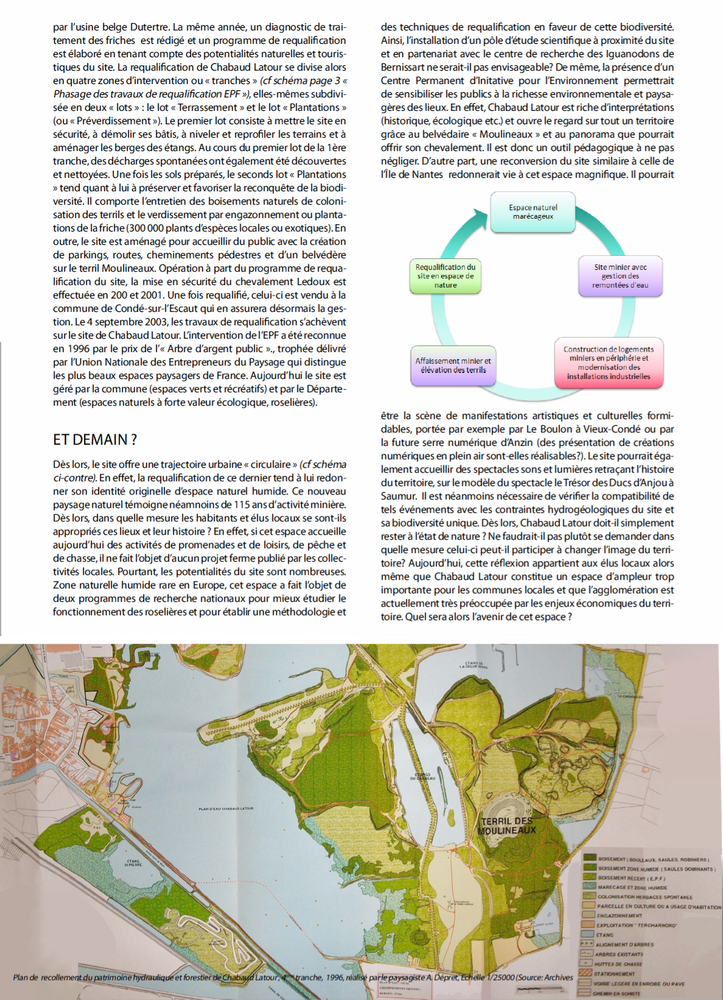 par l’usine belge Dutertre. La même année, un diagnostic de trai-
tement des friches  est rédigé et un programme de requalification
est élaboré en tenant compte des potentialités naturelles et touris-
tiques du site. La requalification de Chabaud Latour se divise alors
en quatre zones d’intervention ou « tranches » (cf schéma page 3 «
Phasage des travaux de requalification EPF »), elles-mêmes subdivi-
sée en deux « lots » : le lot « Terrassement » et le lot « Plantations »
(ou « Préverdissement »). Le premier lot consiste à mettre le site en
sécurité, à démolir ses bâtis, à niveler et reprofiler les terrains et à
aménager les berges des étangs. Au cours du premier lot de la 1ère
tranche, des décharges spontanées ont également été découvertes
et nettoyées. Une fois les sols préparés, le seconds lot « Plantations
» tend quant à lui à préserver et favoriser la reconquête de la biodi-
versité. Il comporte l’entretien des boisements naturels de coloni-
sation des terrils et le verdissement par engazonnement ou planta-
tions de la friche (300 000 plants d’espèces locales ou exotiques). En
outre, le site est aménagé pour accueillir du public avec la création
de parkings, routes, cheminements pédestres et d’un belvédère
sur le terril Moulineaux. Opération à part du programme de requa-
lification du site, la mise en sécurité du chevalement Ledoux est
effectuée en 200 et 2001. Une fois requalifié, celui-ci est vendu à la
commune de Condé-sur-l’Escaut qui en assurera désormais la ges-
tion. Le 4 septembre 2003, les travaux de requalification s’achèvent
sur le site de Chabaud Latour. L’intervention de l’EPF a été reconnue
en 1996 par le prix de l’« Arbre d’argent public »., trophée délivré
par l’Union Nationale des Entrepreneurs du Paysage qui distingue
les plus beaux espaces paysagers de France. Aujourd’hui le site est
géré par la commune (espaces verts et récréatifs) et par le Départe-
ment (espaces naturels à forte valeur écologique, roselières).
ET DEMAIN ?
Dès lors, le site offre une trajectoire urbaine « circulaire » (cf schéma
ci-contre). En effet, la requalification de ce dernier tend à lui redon-
ner son identité originelle d’espace naturel humide. Ce nouveau
paysage naturel témoigne néamnoins de 115 ans d’activité minière.
Dès lors, dans quelle mesure les habitants et élus locaux se sont-ils
appropriés ces lieux et leur histoire ? En effet, si cet espace accueille
aujourd’hui des activités de promenades et de loisirs, de pêche et
de chasse, il ne fait l’objet d’aucun projet ferme publié par les collec-
tivités locales. Pourtant, les potentialités du site sont nombreuses.
Zone naturelle humide rare en Europe, cet espace a fait l’objet de
deux programmes de recherche nationaux pour mieux étudier le
fonctionnement des roselières et pour établir une méthodologie et
des techniques de requalification en faveur de cette biodiversité.
Ainsi, l’installation d’un pôle d’étude scientifique à proximité du site
et en partenariat avec le centre de recherche des Iguanodons de
Bernissart ne serait-il pas envisageable? De même, la présence d’un
Centre Permanent d’Initative pour l’Environnement permettrait
de sensibiliser les publics à la richesse environnementale et paysa-
gères des lieux. En effet, Chabaud Latour est riche d’interprétations
(historique, écologique etc.) et ouvre le regard sur tout un territoire
grâce au belvédaire « Moulineaux » et au panorama que pourrait
offrir son chevalement. Il est donc un outil pédagogique à ne pas
négliger. D’autre part, une reconversion du site similaire à celle de
l’Île de Nantes  redonnerait vie à cet espace magnifique. Il pourrait
Espace naturel
marécageux
Requalification du
site en espace de
nature
Site minier avec
gestion des
remontées d'eau
Affaissement minier et
élévation des terrils
Construction de logements
miniers en périphérie et
modernisation des
installations industrielles
être la scène de manifestations artistiques et culturelles formi-
dables, portée par exemple par Le Boulon à Vieux-Condé ou par
la future serre numérique d’Anzin (des présentation de créations
numériques en plein air sont-elles réalisables?). Le site pourrait éga-
lement accueillir des spectacles sons et lumières retraçant l’histoire
du territoire, sur le modèle du spectacle le Trésor des Ducs d’Anjou à
Saumur.  Il est néanmoins nécessaire de vérifier la compatibilité de
tels événements avec les contraintes hydrogéologiques du site et
sa biodiversité unique. Dès lors, Chabaud Latour doit-il simplement
rester à l’état de nature ? Ne faudrait-il pas plutôt se demander dans
quelle mesure celui-ci peut-il participer à changer l’image du terri-
toire? Aujourd’hui, cette réflexion appartient aux élus locaux alors
même que Chabaud Latour constitue un espace d’ampleur trop
importante pour les communes locales et que l’agglomération est
actuellement très préoccupée par les enjeux économiques du terri-
toire. Quel sera alors l’avenir de cet espace ?
ETANG DE
LA DIGUE NOIRE
ETANGS
DU CARREAU
PLAN D'EAU CHABAUD LATOUR
TERRIL DES
MOULINEAUX
ETANG
St PIERRE
BOISEMENT ( BOULEAUX, SAULES, ROBINIERS )
BOISEMENT ZONE HUMIDE ( SAULES DOMINANTS )
BOISEMENT RECENT ( E.P.F.)
MARECAGE ET ZONE HUMIDE
COLONISATION HERBACEE SPONTANEE
PARCELLE EN CULTURE OU A USAGE D'HABITATION
ENGAZONNEMENT
EXPLOITATION " TERCHARNORD"
ETANG
ALIGNEMENT D'ARBRES
ARBRES EXISTANTS
HUTTES DE CHASSE
STATIONNEMENT
VOIRIE LEGERE EN ENROBE OU PAVE
CHEMIN EN SCHISTE
Plan de  recollement du patrimoine hydraulique et forestier de Chabaud Latour, 4ème tranche,  1996, réalisé par le paysagiste A. Dépret, Echelle 1/25000 (Source: Archives